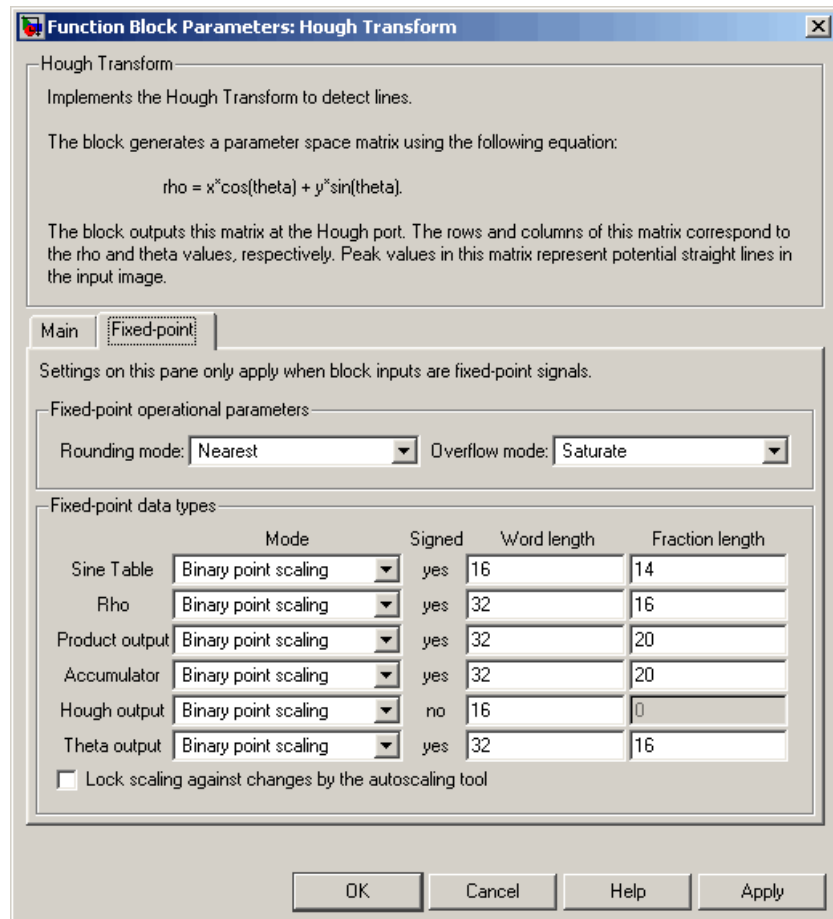 Function Block Parameters: Hough Transform
Hough Transform
Implements the Hough Transform to detect lines.
The block generates a parameter space matrix using the following equation:
rho = x*cos(theta) + y*sin(theta).
The block outputs this matrix at the Hough port. The rows and columns of this matrix correspond to
the rho and theta values, respectively. Peak values in this matrix represent potential straight lines in
the input image.
Main Fixed-point
Settings on this pane only apply when block inputs are fixed-point signals.
Fixed-point operational parameters
Rounding mode: Nearest Overflow mode: Saturate
Fixed-point data types
Mode Signed Word length Fraction length
Sine Table Binary point scaling yes 16 14
Rho Binary point scaling yes 32 16
Product output Binary point scaling yes 32 20
Accumulator Binary point scaling yes 32 20
Hough output Binary point scaling no 16 0
Theta output Binary point scaling yes 32 16
Lock scaling against changes by the autoscaling tool
OK Cancel Help Apply